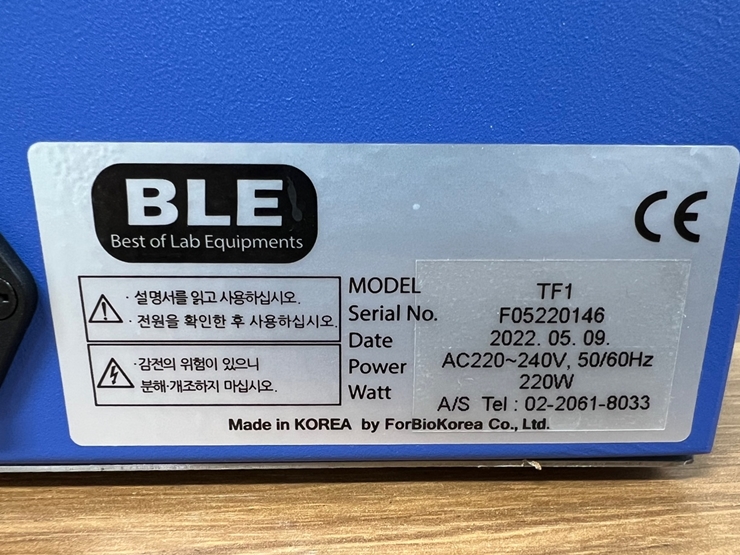 BLE
Best of Lab Equipments
CE
· 설명서를 읽고 사용하십시오.
· 전원을 확인한 후 사용하십시오.
· 감전의 위험이 있으니
분해·개조하지 마십시오.
MODEL TF1
Serial No. F05220146
Date 2022. 05. 09.
Power AC220~240V, 50/60Hz
Watt 220W
A/S Tel : 02-2061-8033
Made in KOREA by ForBioKorea Co., Ltd.